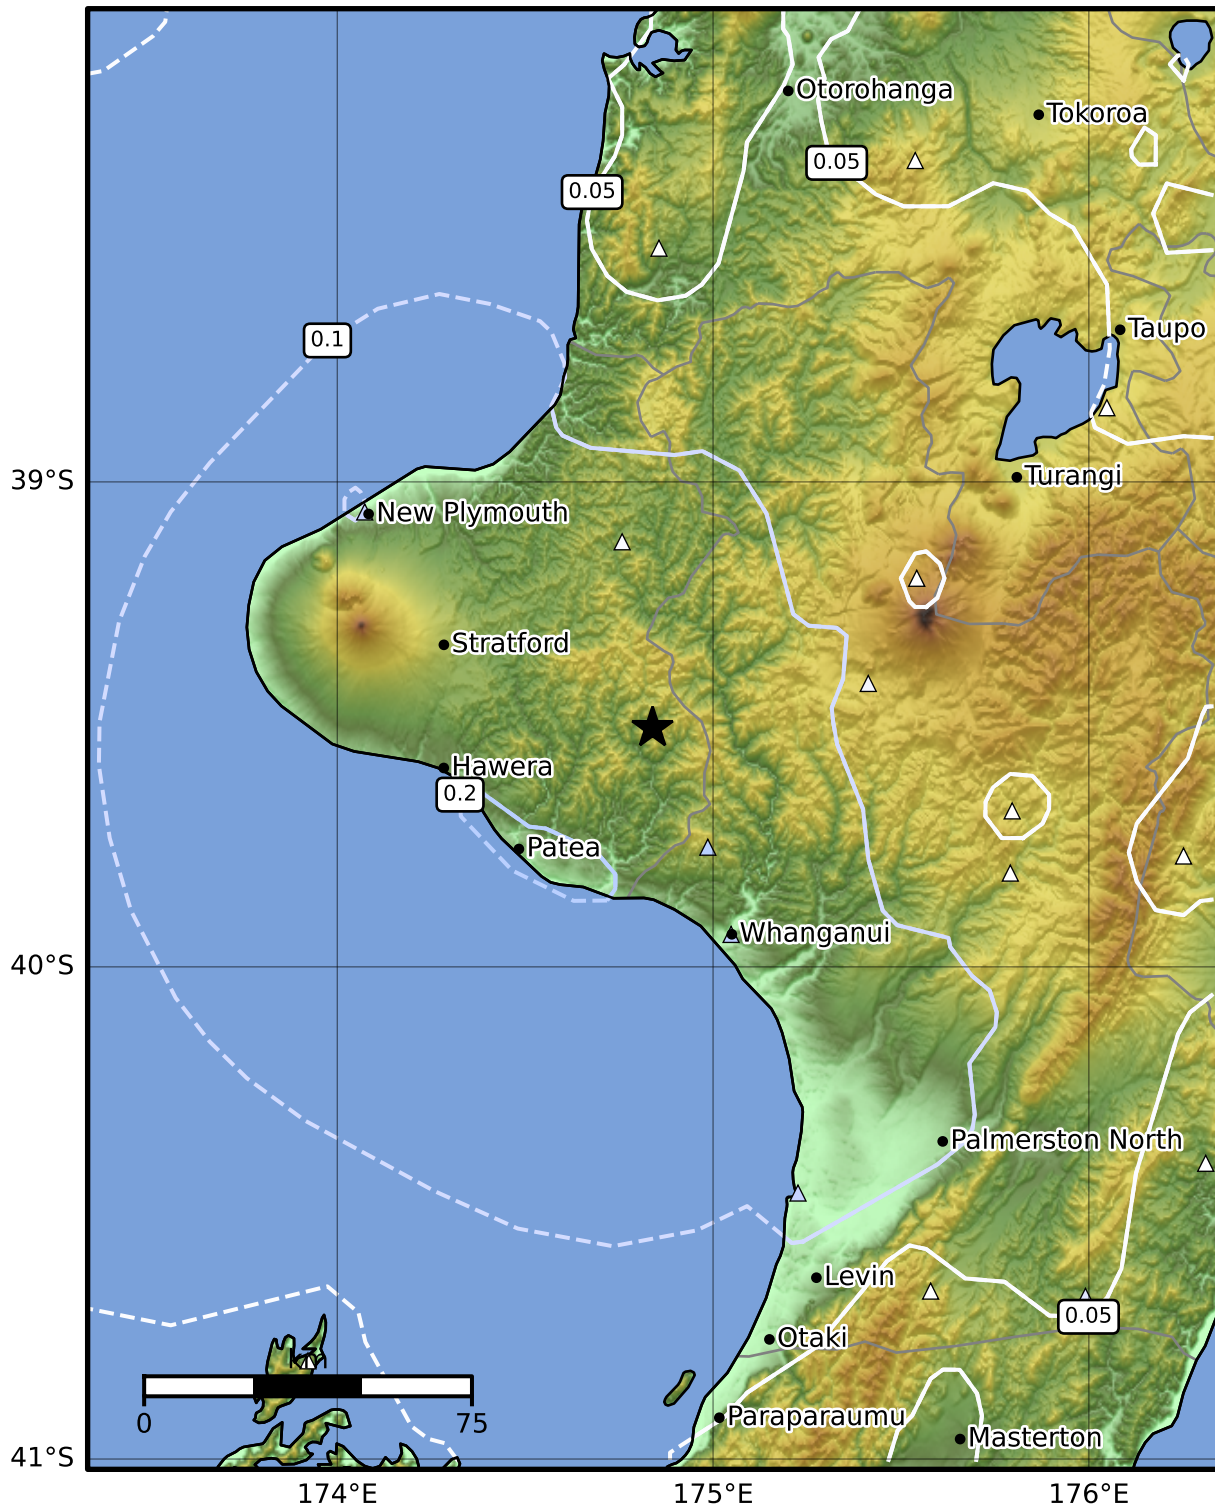 Otorohanga
Tokoroa
0.05
0.05
Taupo
0.1
39°S
Turangi
New Plymouth
Stratford
Hawera
0.2
Patea
Whanganui
40°S
Palmerston North
Levin
0.05
Otaki
0
75
Paraparaumu
Masterton
41°S
174°E
175°E
176°E